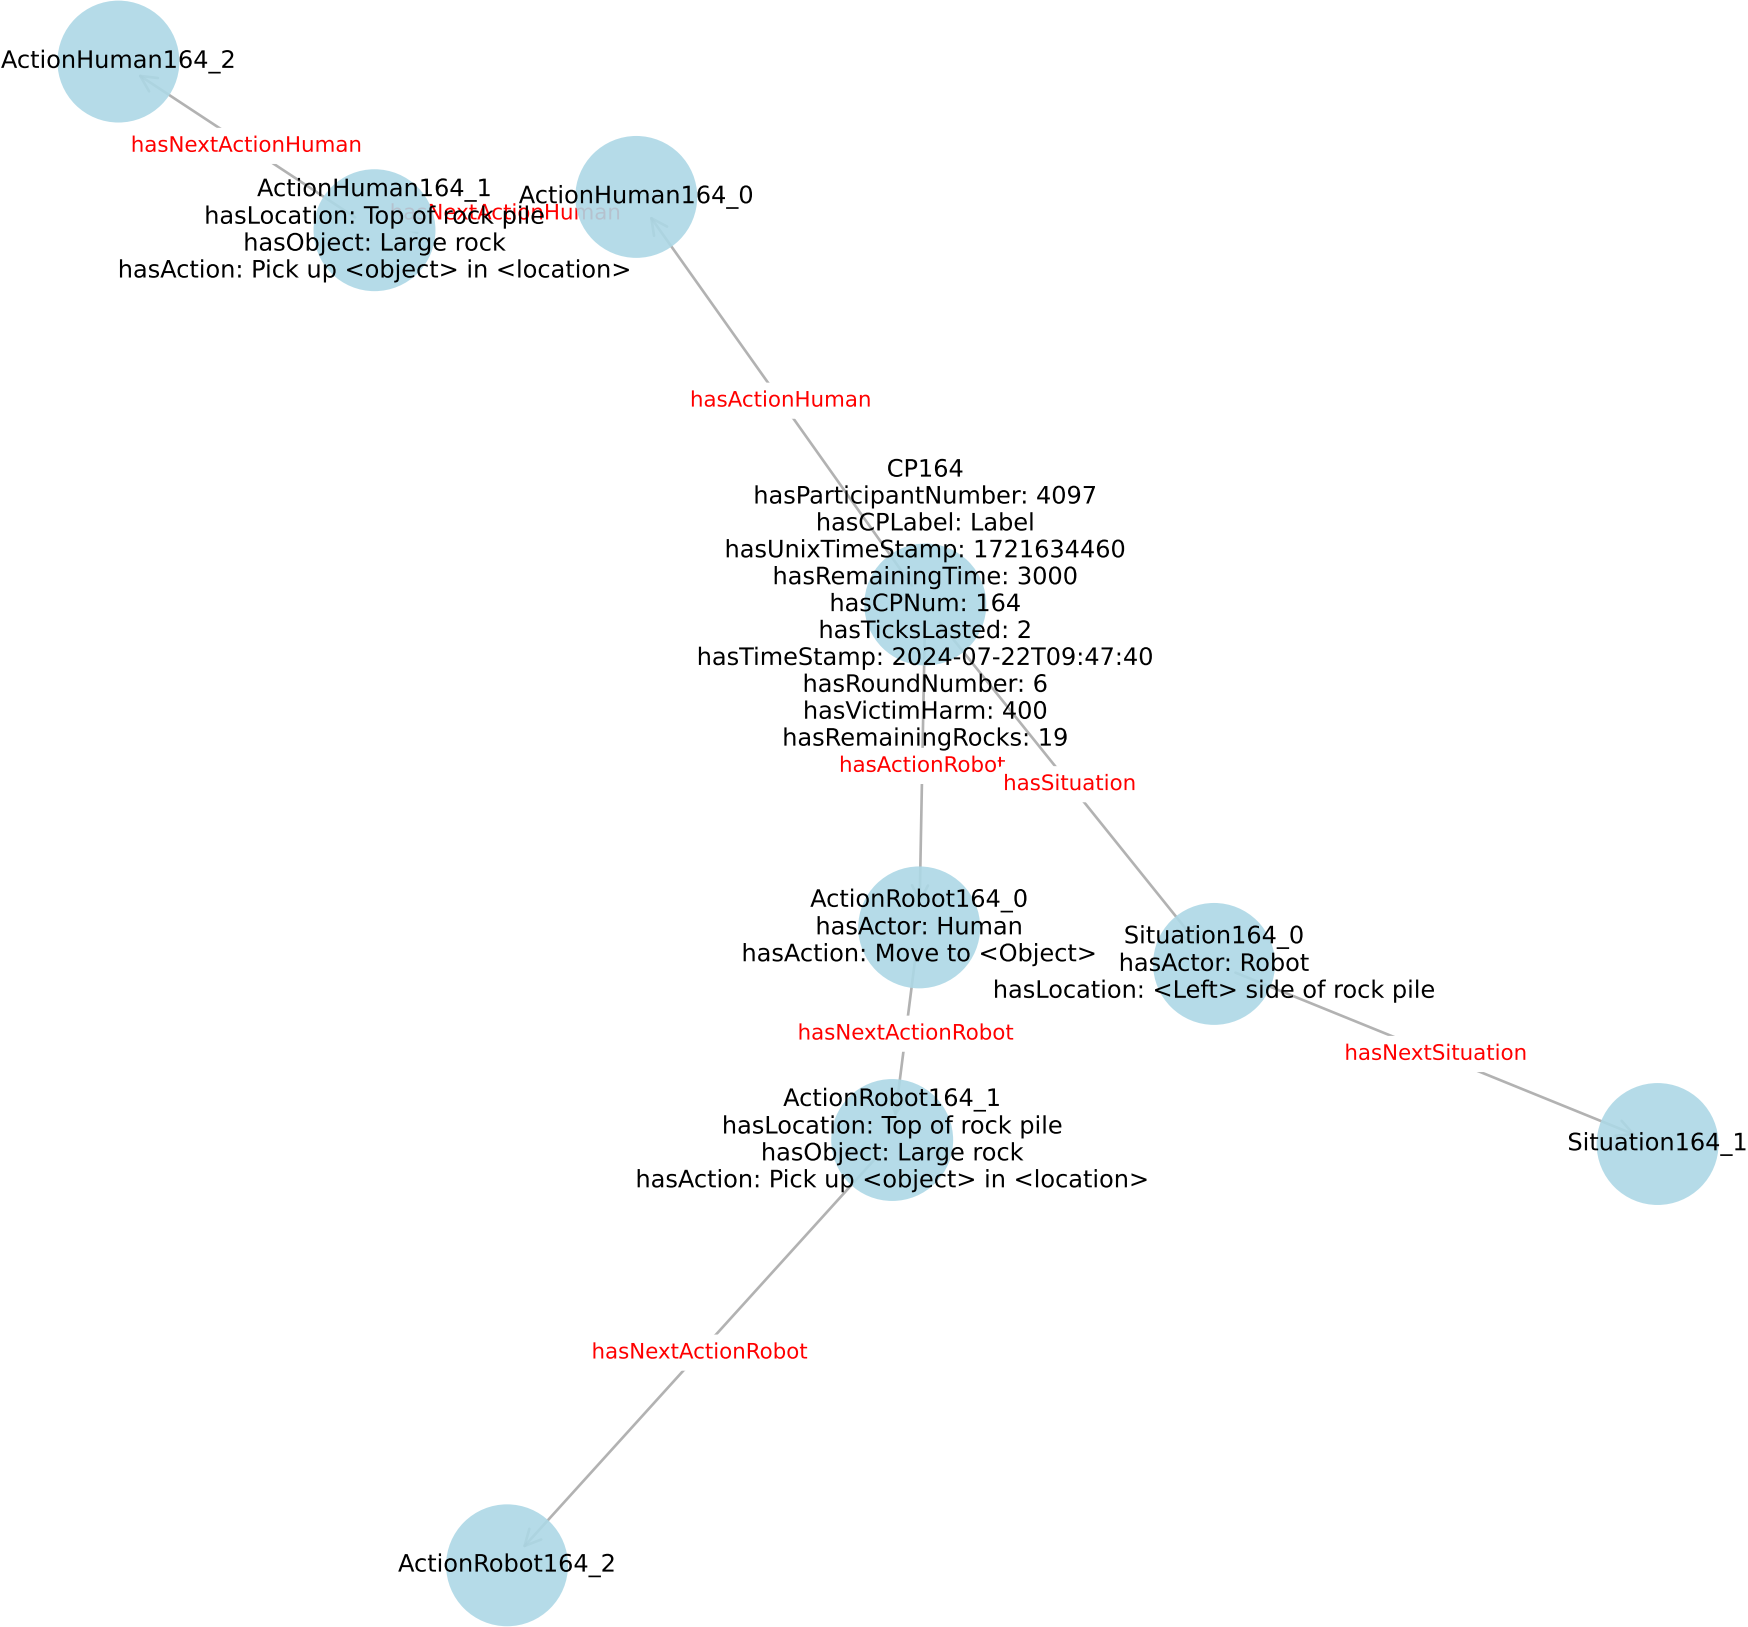 ActionHuman164_2
hasNextActionHuman
ActionHuman164_1
hasLocation: Top of rock pile
hasObject: Large rock
hasAction: Pick up <object> in <location>
hasNextActionHuman
ActionHuman164_0
hasActionHuman
CP164
hasParticipantNumber: 4097
hasCPLabel: Label
hasUnixTimeStamp: 1721634460
hasRemainingTime: 3000
hasCPNum: 164
hasTicksLasted: 2
hasTimeStamp: 2024-07-22T09:47:40
hasRoundNumber: 6
hasVictimHarm: 400
hasRemainingRocks: 19
hasActionRobot
hasSituation
ActionRobot164_0
hasActor: Human
hasAction: Move to <Object>
Situation164_0
hasActor: Robot
hasLocation: <Left> side of rock pile
hasNextActionRobot
hasNextSituation
ActionRobot164_1
hasLocation: Top of rock pile
hasObject: Large rock
hasAction: Pick up <object> in <location>
Situation164_1
hasNextActionRobot
ActionRobot164_2